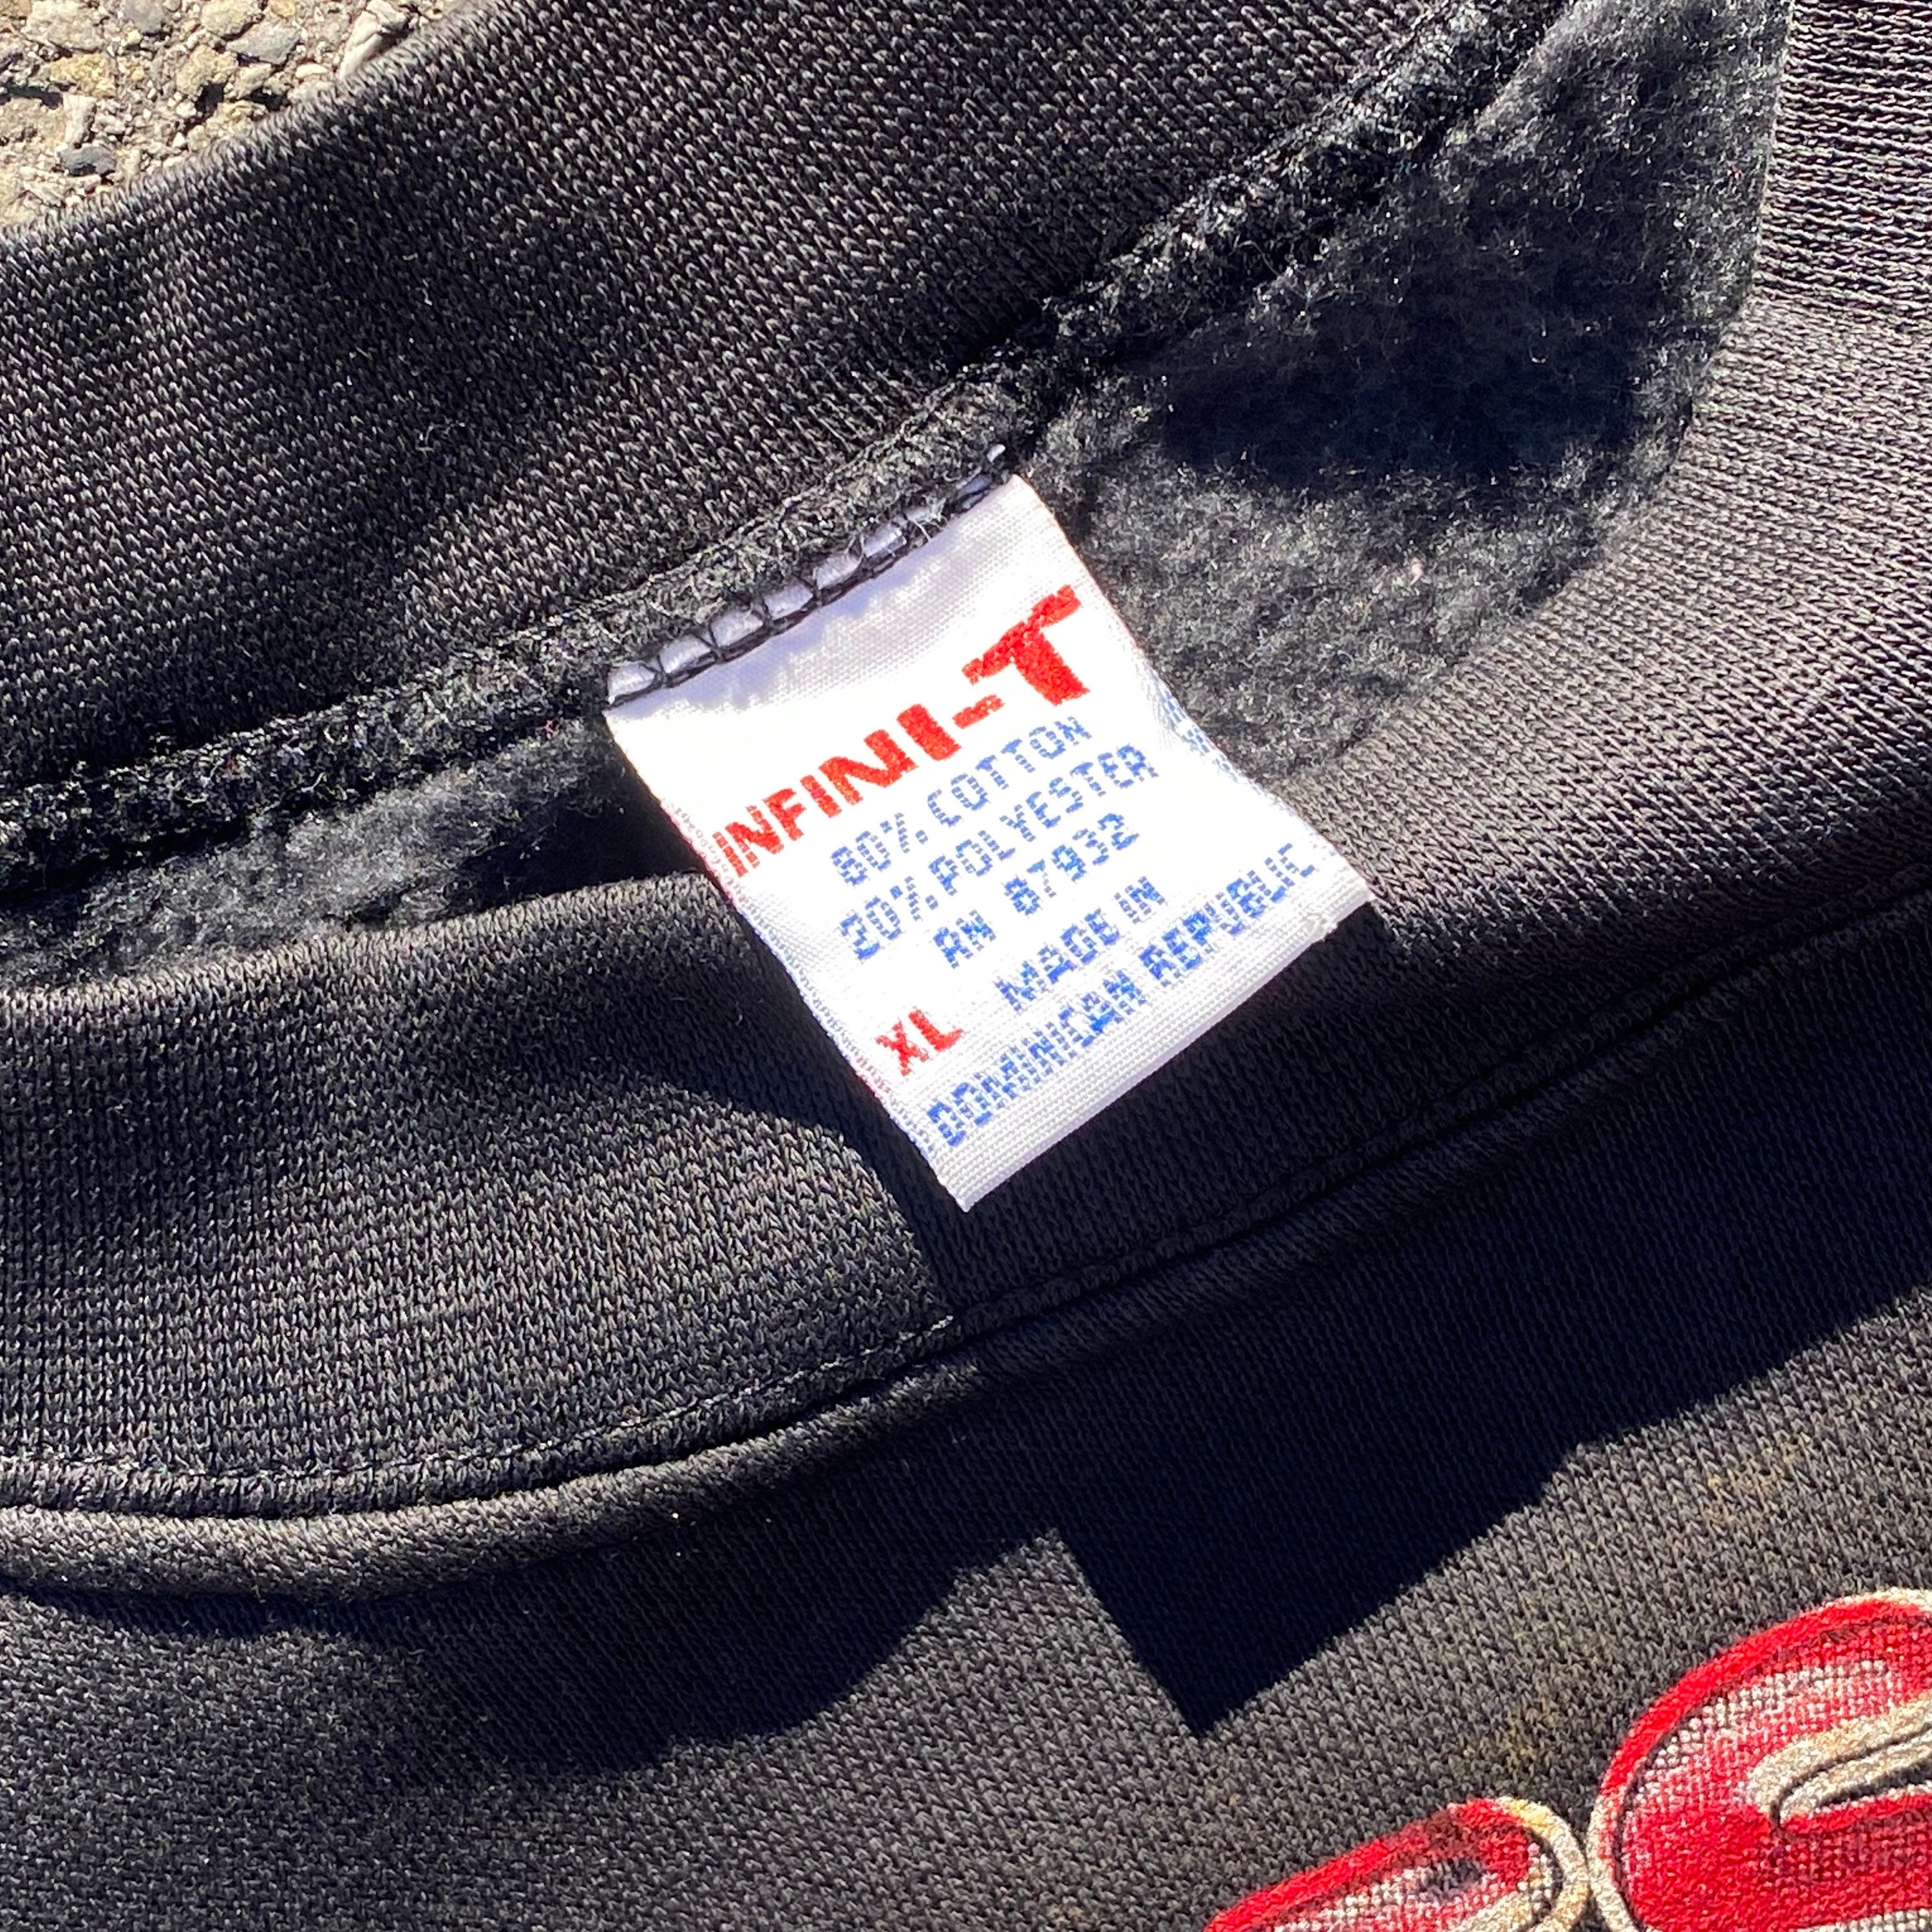 INFINI-T
80% COTTON
20% POLYESTER
RN 87932
XL MADE IN
DOMINICAN REPUBLIC